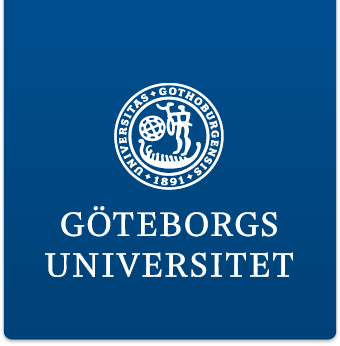 UNIVERSITAS • GOTHOBURGENSIS • 1891 •
GÖTEBORGS
UNIVERSITET